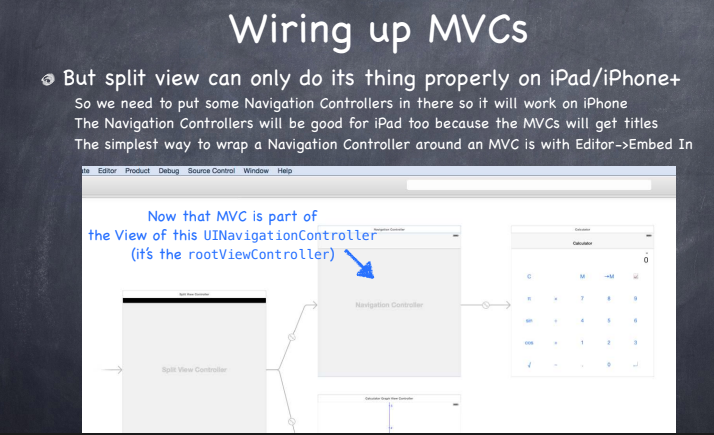 Wiring up MVCs
But split view can only do its thing properly on iPad/iPhone+
So we need to put some Navigation Controllers in there so it will work on iPhone
The Navigation Controllers will be good for iPad too because the MVCs will get titles
The simplest way to wrap a Navigation Controller around an MVC is with Editor->Embed In
ate Editor Product Debug Source Control Window Help
Now that MVC is part of
the View of this UINavigationController
(it's the rootViewController)
Navigation Controller
Calculator
Calculator
0
C M →M
π × 7 8 9
sin ÷ 4 5 6
cos + 1 2 3
√ − . 0
Navigation Controller
Split View Controller
Split View Controller
Calculator Graph View Controller